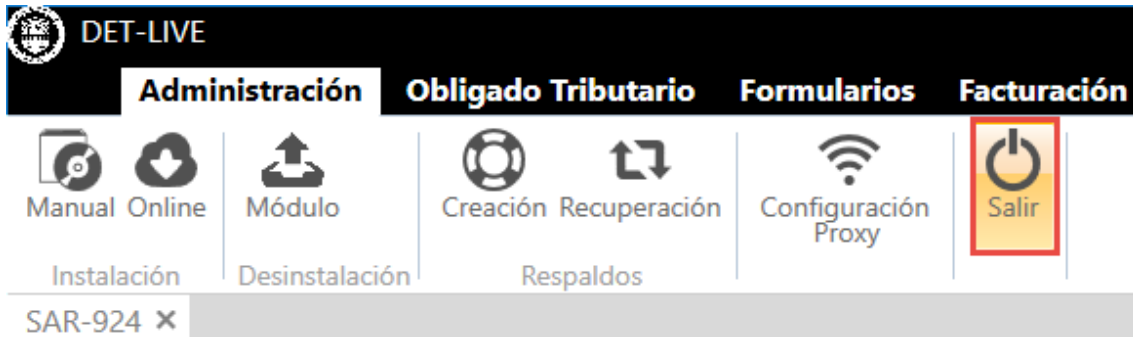 DET-LIVE
Administración Obligado Tributario Formularios Facturación
Manual Online Módulo Creación Recuperación Configuración Proxy Salir
Instalación Desinstalación Respaldos
SAR-924 ×